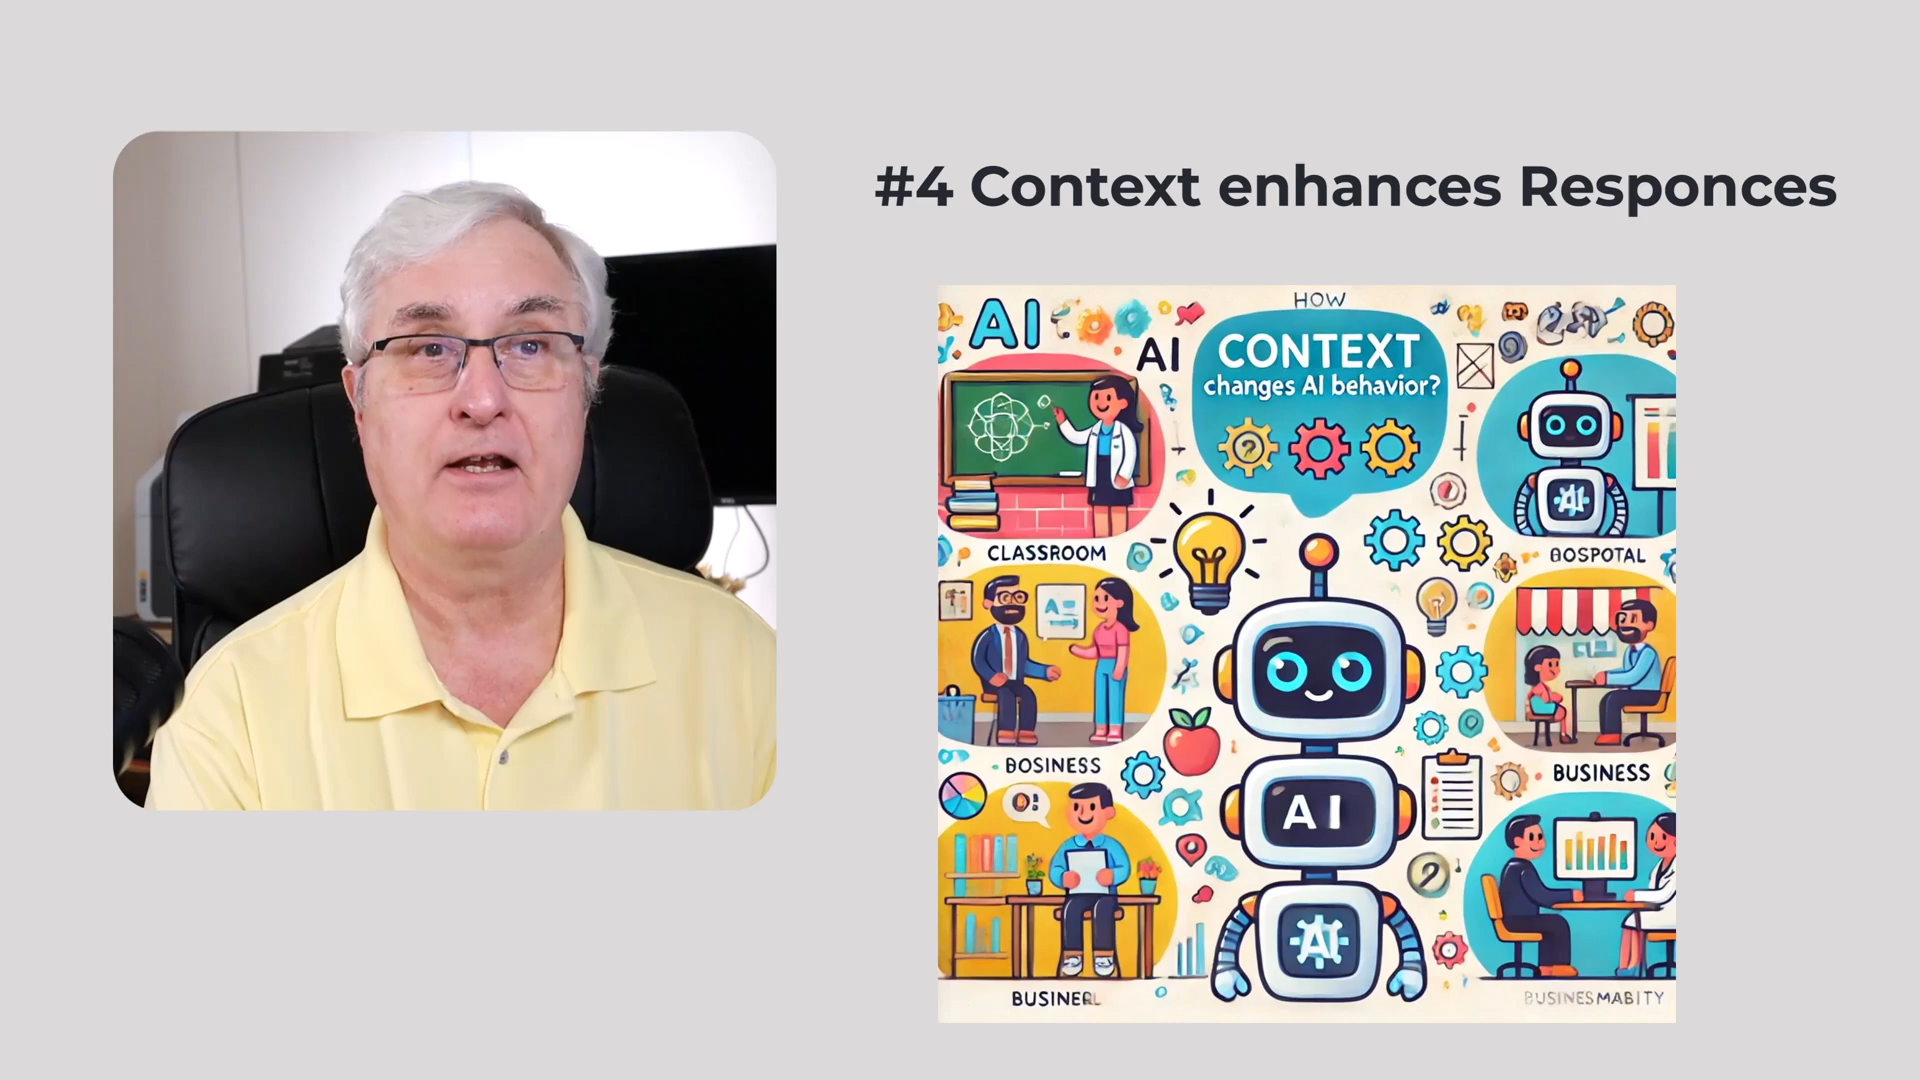 #4 Context enhances Responces
HOW
AI
AI
CONTEXT
changes AI behavior?
CLASSROOM
AI
BOSPOTAL
BOSINESS
BUSINESS
AI
AI
BUSINERL
BUSINESMABITY